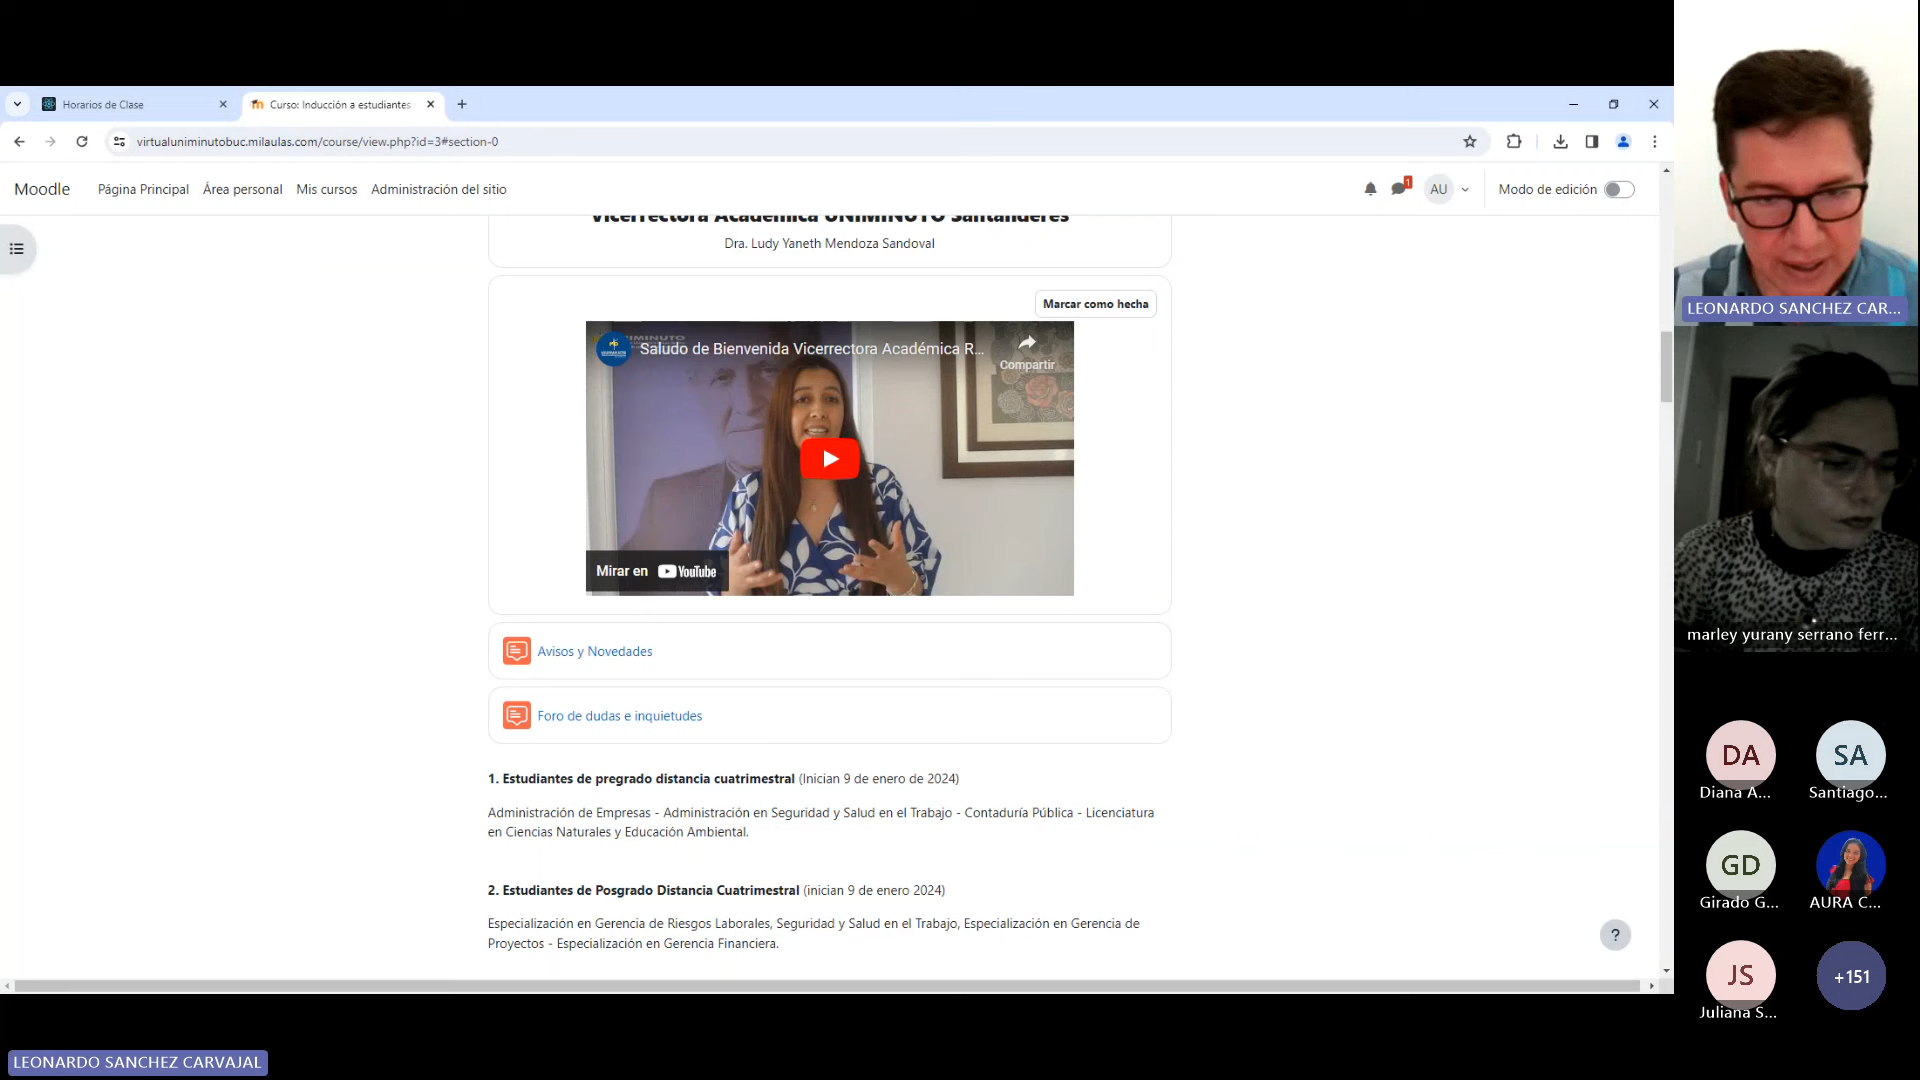 Horarios de Clase
Curso: Inducción a estudiantes
virtualuniminutobuc.milaulas.com/course/view.php?id=3#section-0
Moodle
Página Principal
Área personal
Mis cursos
Administración del sitio
1
AU
Modo de edición
Vicerrectora Académica UNIMINUTO Santanderes
Dra. Ludy Yaneth Mendoza Sandoval
Marcar como hecha
Saludo de Bienvenida Vicerrectora Académica R...
Compartir
Mirar en YouTube
Avisos y Novedades
Foro de dudas e inquietudes
1. Estudiantes de pregrado distancia cuatrimestral (Inician 9 de enero de 2024)
Administración de Empresas - Administración en Seguridad y Salud en el Trabajo - Contaduría Pública - Licenciatura
en Ciencias Naturales y Educación Ambiental.
2. Estudiantes de Posgrado Distancia Cuatrimestral (inician 9 de enero 2024)
Especialización en Gerencia de Riesgos Laborales, Seguridad y Salud en el Trabajo, Especialización en Gerencia de
Proyectos - Especialización en Gerencia Financiera.
?
LEONARDO SANCHEZ CAR...
marley yurany serrano ferr...
DA
Diana A...
SA
Santiago...
GD
Girado G...
AURA C...
JS
Juliana S...
+151
LEONARDO SANCHEZ CARVAJAL